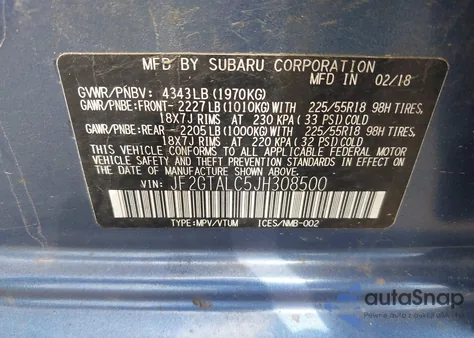 MFD BY SUBARU CORPORATION
MFD IN 02/18
GVWR/PNBV: 4343LB (1970KG)
GAWR/PNBE:FRONT- 2227LB (1010KG) WITH 225/55R18 98H TIRES,
18X7J RIMS AT 230 KPA (33 PSI) COLD
GAWR/PNBE:REAR - 2205LB (1000KG) WITH 225/55R18 98H TIRES,
18X7J RIMS AT 220 KPA (32 PSI) COLD
THIS VEHICLE CONFORMS TO ALL APPLICABLE FEDERAL
MOTOR VEHICLE SAFETY STANDARDS IN EFFECT ON THE
DATE OF MANUFACTURE SHOWN ABOVE.
VIN: JF2GTALC5JH308500
TYPE:MPV/VTUM ICES/NMB-002
autoSnap